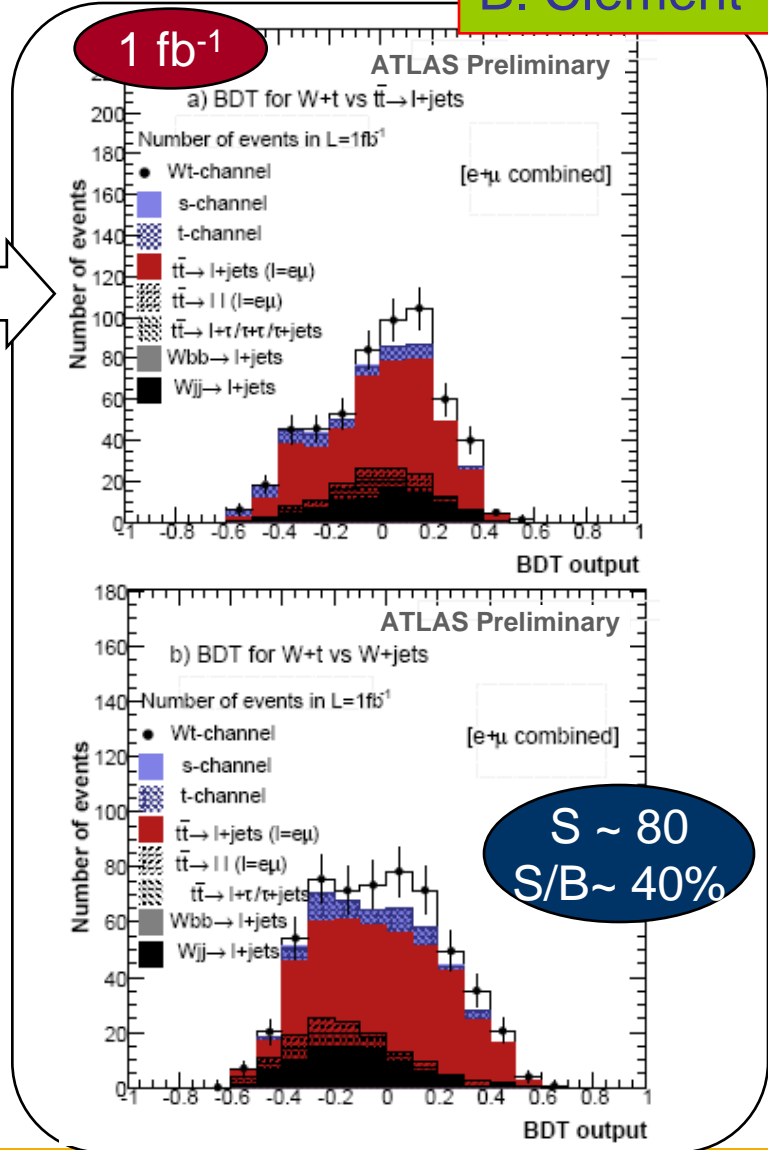 B. Clement
1 fb-1
ATLAS Preliminary
a) BDT for W+t vs tt̄→ l+jets
Number of events in L=1fb-1
[e+μ combined]
Wt-channel
s-channel
t-channel
tt̄→ l+jets (l=eμ)
tt̄→ l l (l=eμ)
tt̄→ l+τ/τ+τ/τ+jets
Wbb→ l+jets
Wjj→ l+jets
Number of events
200
180
160
140
120
100
80
60
40
20
0
-1 -0.8 -0.6 -0.4 -0.2 0 0.2 0.4 0.6 0.8 1
BDT output
ATLAS Preliminary
b) BDT for W+t vs W+jets
Number of events in L=1fb-1
[e+μ combined]
Wt-channel
s-channel
t-channel
tt̄→ l+jets (l=eμ)
tt̄→ l l (l=eμ)
tt̄→ l+τ/τ+jets
Wbb→ l+jets
Wjj→ l+jets
Number of events
180
160
140
120
100
80
60
40
20
0
-1 -0.8 -0.6 -0.4 -0.2 0 0.2 0.4 0.6 0.8 1
BDT output
S ~ 80
S/B~ 40%